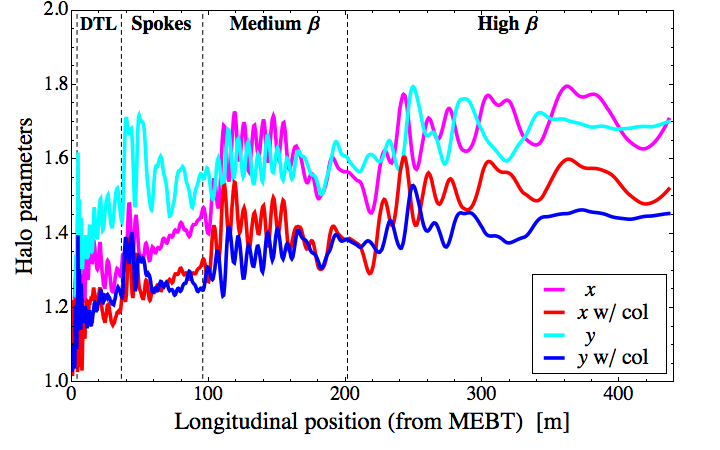 2.0
DTL Spokes Medium β High β
1.8
1.6
1.4
1.2
1.0
Halo parameters
x
x w/ col
y
y w/ col
0 100 200 300 400
Longitudinal position (from MEBT) [m]